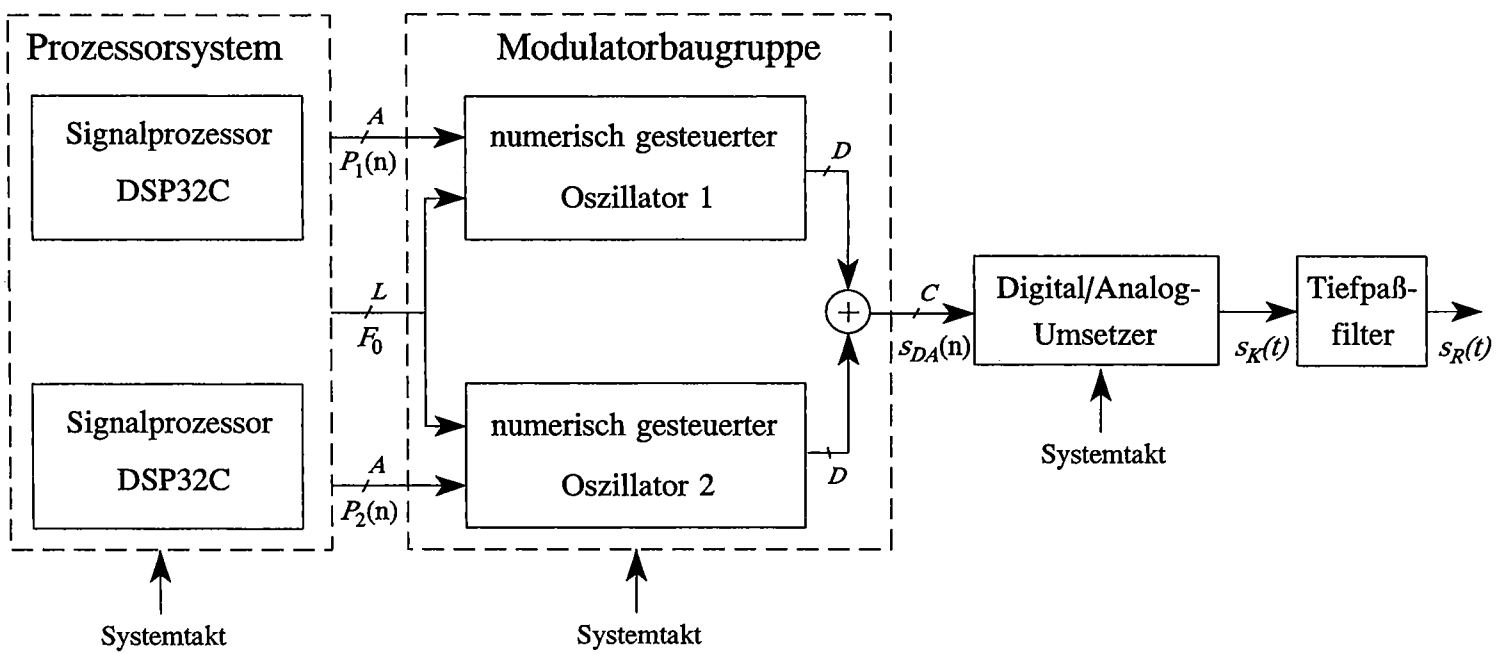 Prozessorsystem
Modulatorbaugruppe
Signalprozessor
DSP32C
A
P1(n)
numerisch gesteuerter
Oszillator 1
D
L
F0
+
C
sDA(n)
Digital/Analog-
Umsetzer
sK(t)
Tiefpaß-
filter
sR(t)
Systemtakt
Signalprozessor
DSP32C
A
P2(n)
numerisch gesteuerter
Oszillator 2
D
Systemtakt
Systemtakt